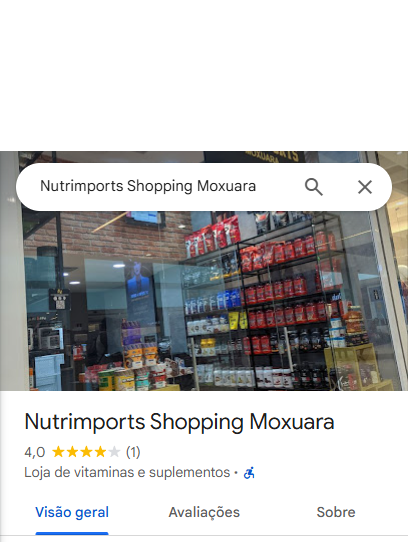 Nutrimports Shopping Moxuara
Nutrimports Shopping Moxuara
4,0 (1)
Loja de vitaminas e suplementos ·
Visão geral
Avaliações
Sobre